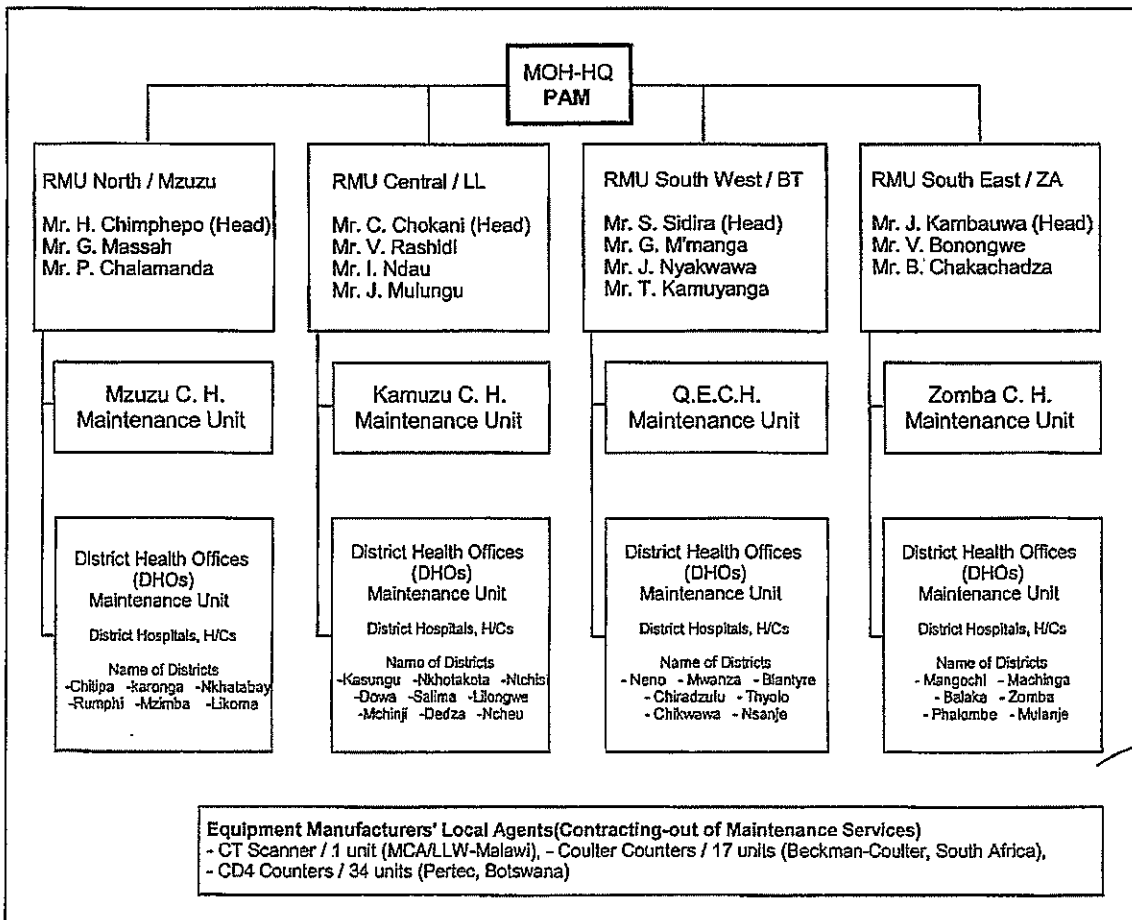 MOH-HQ
PAM
RMU North / Mzuzu
Mr. H. Chimphepo (Head)
Mr. G. Massah
Mr. P. Chalamanda
RMU Central / LL
Mr. C. Chokani (Head)
Mr. V. Rashidi
Mr. I. Ndau
Mr. J. Mulungu
RMU South West / BT
Mr. S. Sidira (Head)
Mr. G. M'manga
Mr. J. Nyakwawa
Mr. T. Kamuyanga
RMU South East / ZA
Mr. J. Kambauwa (Head)
Mr. V. Bonongwe
Mr. B. Chakachadza
Mzuzu C. H.
Maintenance Unit
Kamuzu C. H.
Maintenance Unit
Q.E.C.H.
Maintenance Unit
Zomba C. H.
Maintenance Unit
District Health Offices
(DHOs)
Maintenance Unit
District Hospitals, H/Cs
Name of Districts
-Chitipa -karonga -Nkhatabay
-Rumphi -Mzimba -Likoma
District Health Offices
(DHOs)
Maintenance Unit
District Hospitals, H/Cs
Name of Districts
-Kasungu -Nkhotakota -Ntchisi
-Dowa -Salima -Lilongwe
-Mchinji -Dedza -Ncheu
District Health Offices
(DHOs)
Maintenance Unit
District Hospitals, H/Cs
Name of Districts
- Neno - Mwanza - Blantyre
- Chiradzulu - Thyolo
- Chikwawa - Nsanje
District Health Offices
(DHOs)
Maintenance Unit
District Hospitals, H/Cs
Name of Districts
- Mangochi - Machinga
- Balaka - Zomba
- Phalombe - Mulanje
Equipment Manufacturers' Local Agents(Contracting-out of Maintenance Services)
- CT Scanner / 1 unit (MCA/LLW-Malawi), - Coulter Counters / 17 units (Beckman-Coulter, South Africa),
- CD4 Counters / 34 units (Pertec, Botswana)